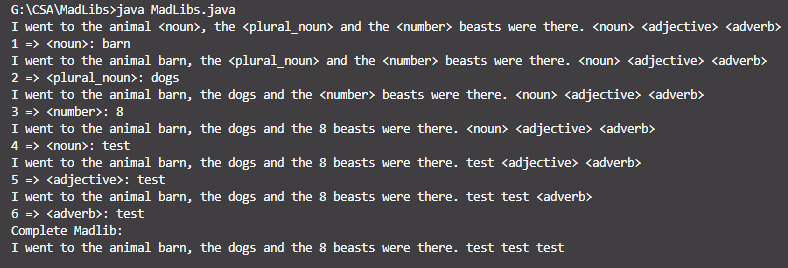 G:\CSA\MadLibs>java MadLibs.java
I went to the animal <noun>, the <plural_noun> and the <number> beasts were there. <noun> <adjective> <adverb>
1 => <noun>: barn
I went to the animal barn, the <plural_noun> and the <number> beasts were there. <noun> <adjective> <adverb>
2 => <plural_noun>: dogs
I went to the animal barn, the dogs and the <number> beasts were there. <noun> <adjective> <adverb>
3 => <number>: 8
I went to the animal barn, the dogs and the 8 beasts were there. <noun> <adjective> <adverb>
4 => <noun>: test
I went to the animal barn, the dogs and the 8 beasts were there. test <adjective> <adverb>
5 => <adjective>: test
I went to the animal barn, the dogs and the 8 beasts were there. test test <adverb>
6 => <adverb>: test
Complete Madlib:
I went to the animal barn, the dogs and the 8 beasts were there. test test test